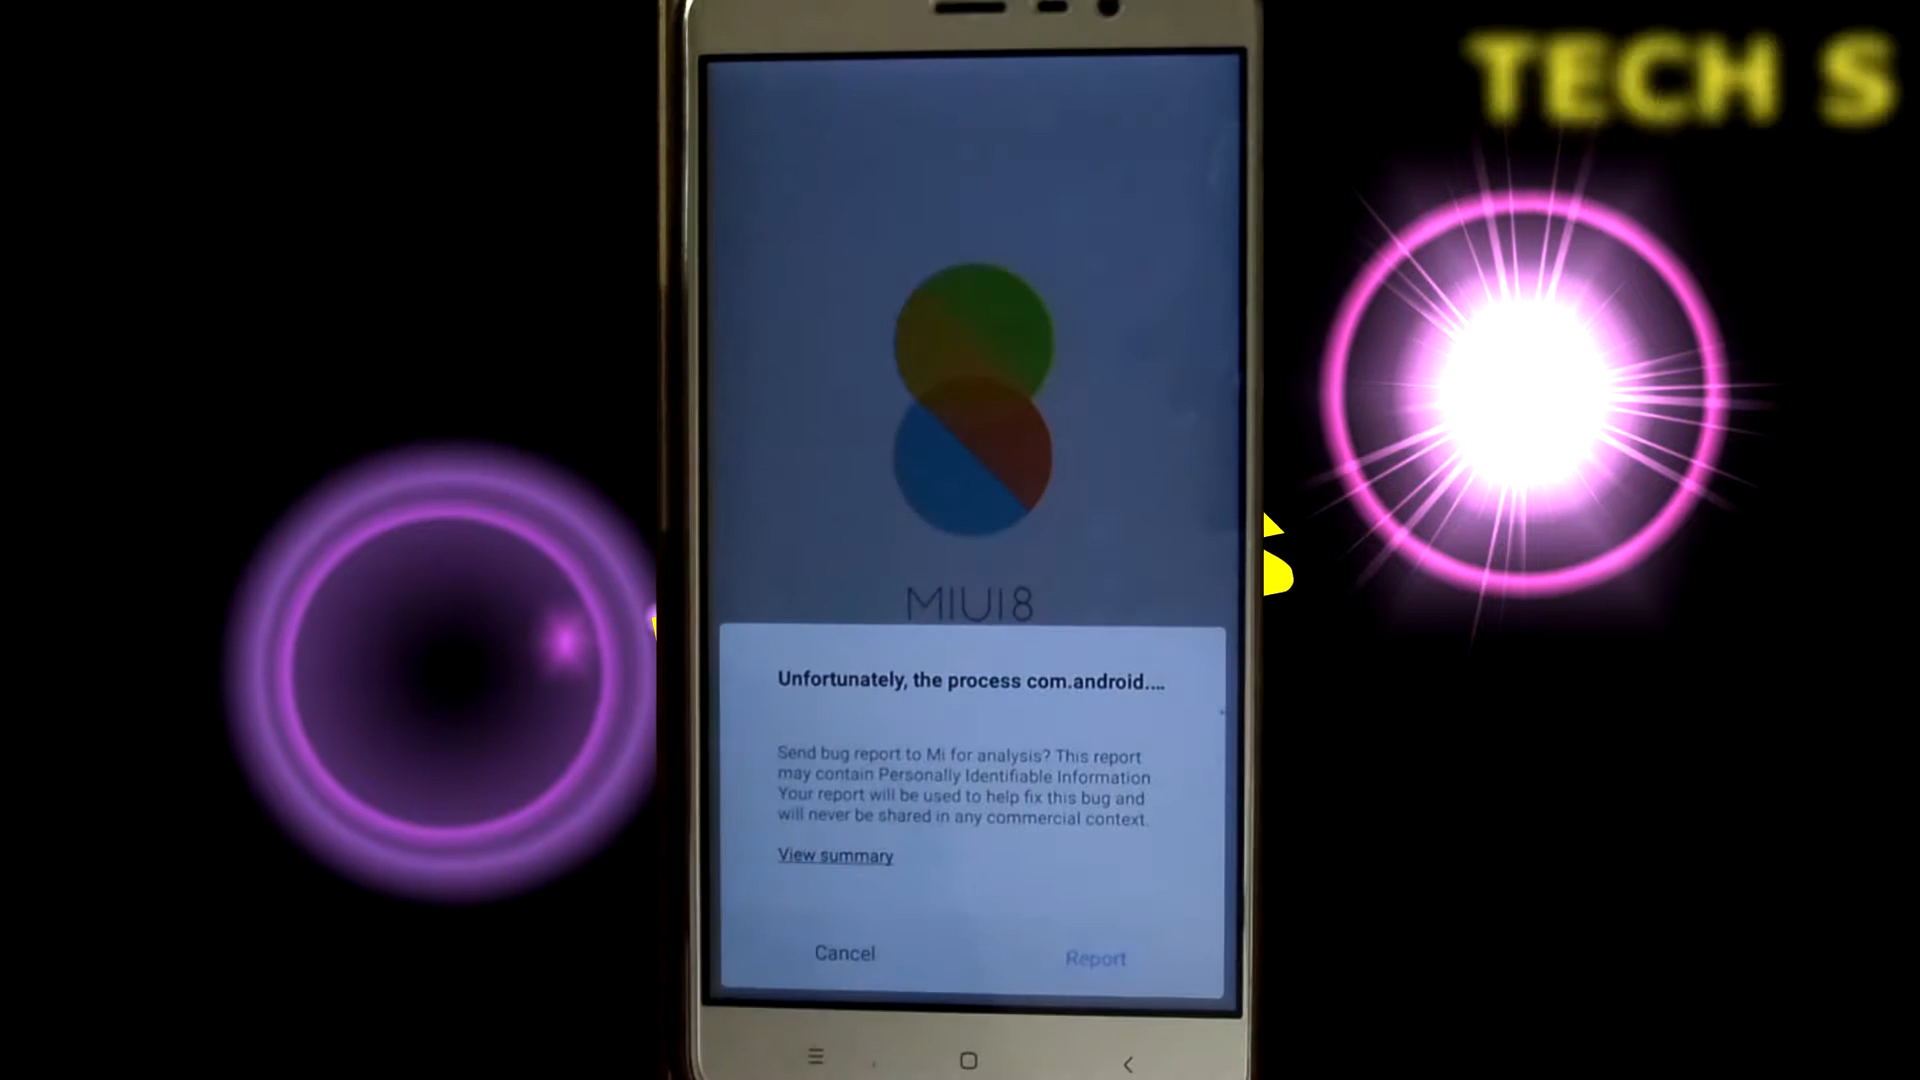 TECH S
MIUI8
Unfortunately, the process com.android....
Send bug report to Mi for analysis? This report
may contain Personally Identifiable Information
Your report will be used to help fix this bug and
will never be shared in any commercial context.
View summary
Cancel
Report